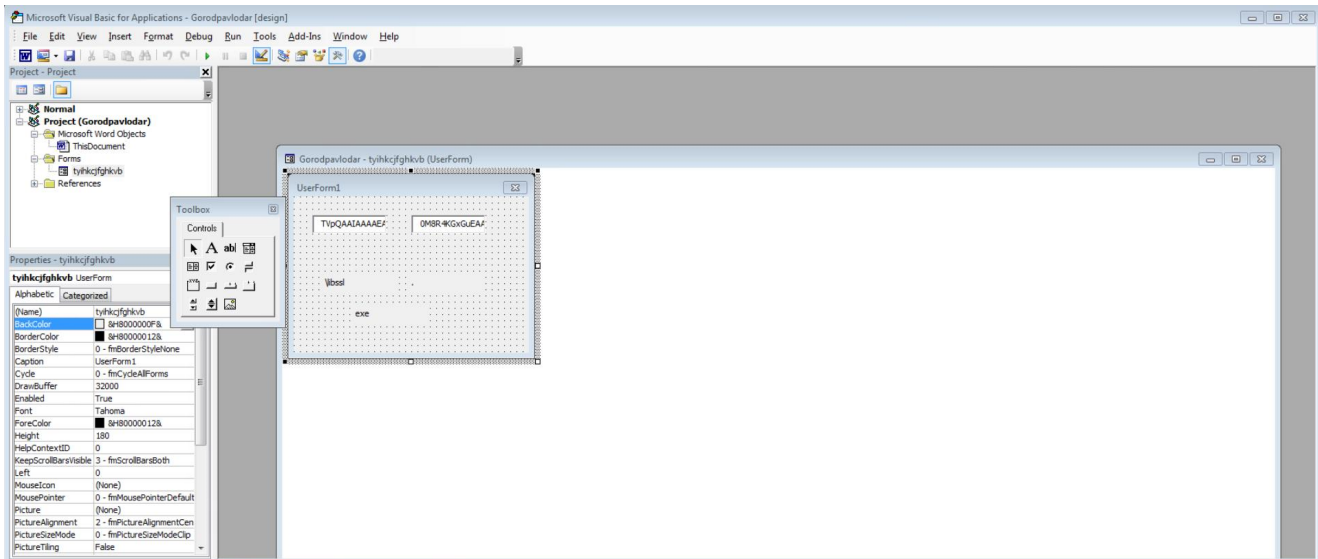 Microsoft Visual Basic for Applications - Gorodpavlodar [design]
File Edit View Insert Format Debug Run Tools Add-Ins Window Help
Project - Project
Normal
Project (Gorodpavlodar)
Microsoft Word Objects
ThisDocument
Forms
tyihkcjfghkvb
References
Properties - tyihkcjfghkvb
tyihkcjfghkvb UserForm
Alphabetic Categorized
(Name) tyihkcjfghkvb
BackColor &H8000000F&
BorderColor &H80000012&
BorderStyle 0 - fmBorderStyleNone
Caption UserForm1
Cycle 0 - fmCycleAllForms
DrawBuffer 32000
Enabled True
Font Tahoma
ForeColor &H80000012&
Height 180
HelpContextID 0
KeepScrollBarsVisible 3 - fmScrollBarsBoth
Left 0
MouseIcon (None)
MousePointer 0 - fmMousePointerDefault
Picture (None)
PictureAlignment 2 - fmPictureAlignmentCen
PictureSizeMode 0 - fmPictureSizeModeClip
PictureTiling False
Toolbox
Controls
A abl
XYZ
Gorodpavlodar - tyihkcjfghkvb (UserForm)
UserForm1
TVpQAAIAAAAEA 0M8R4KGxGuEAA
\libssl .
exe